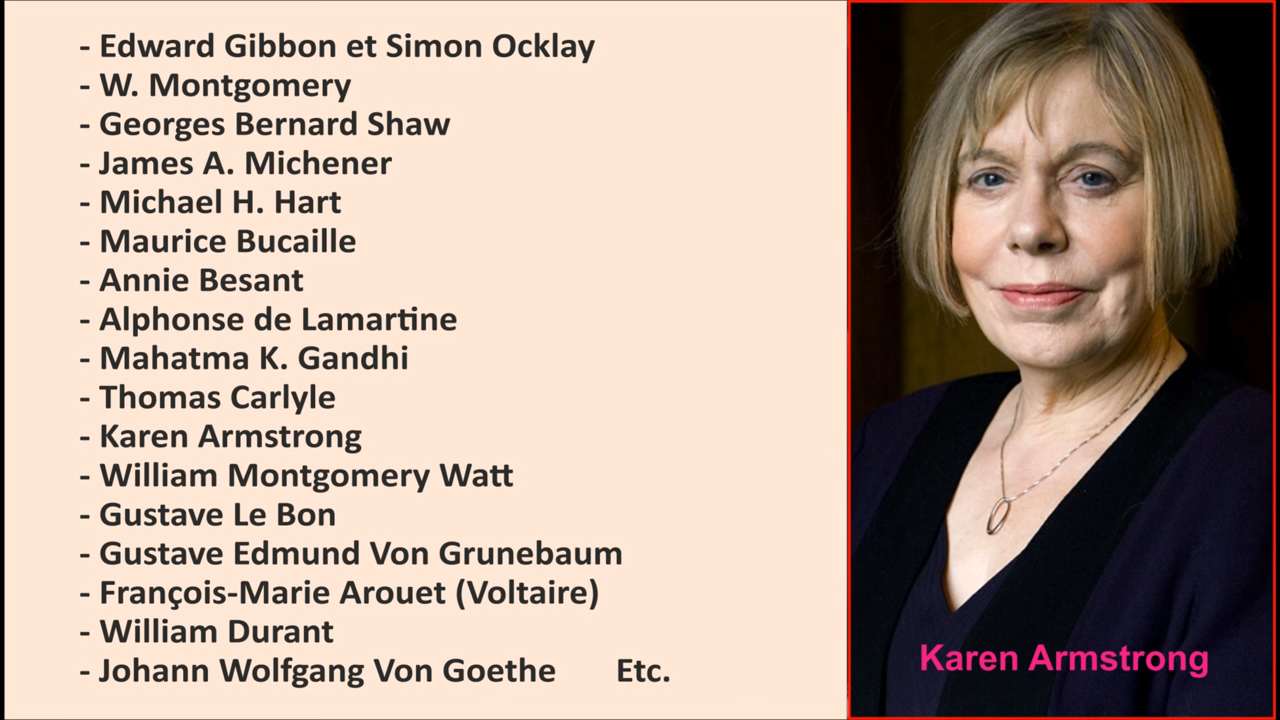 - Edward Gibbon et Simon Ocklay
- W. Montgomery
- Georges Bernard Shaw
- James A. Michener
- Michael H. Hart
- Maurice Bucaille
- Annie Besant
- Alphonse de Lamartine
- Mahatma K. Gandhi
- Thomas Carlyle
- Karen Armstrong
- William Montgomery Watt
- Gustave Le Bon
- Gustave Edmund Von Grunebaum
- François-Marie Arouet (Voltaire)
- William Durant
- Johann Wolfgang Von Goethe Etc.
Karen Armstrong